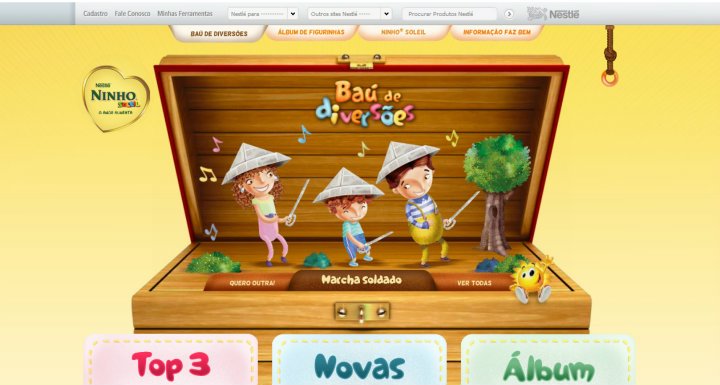 Cadastro Fale Conosco Minhas Ferramentas Nestlé para ---------- Outros sites Nestlé ----- Procurar Produtos Nestlé Nestlé
BAÚ DE DIVERSÕES ÁLBUM DE FIGURINHAS NINHO® SOLEIL INFORMAÇÃO FAZ BEM
Nestlé
NINHO
SOLEIL
Baú de
diversões
QUERO OUTRA! Marcha soldado VER TODAS
Top 3 Novas Álbum